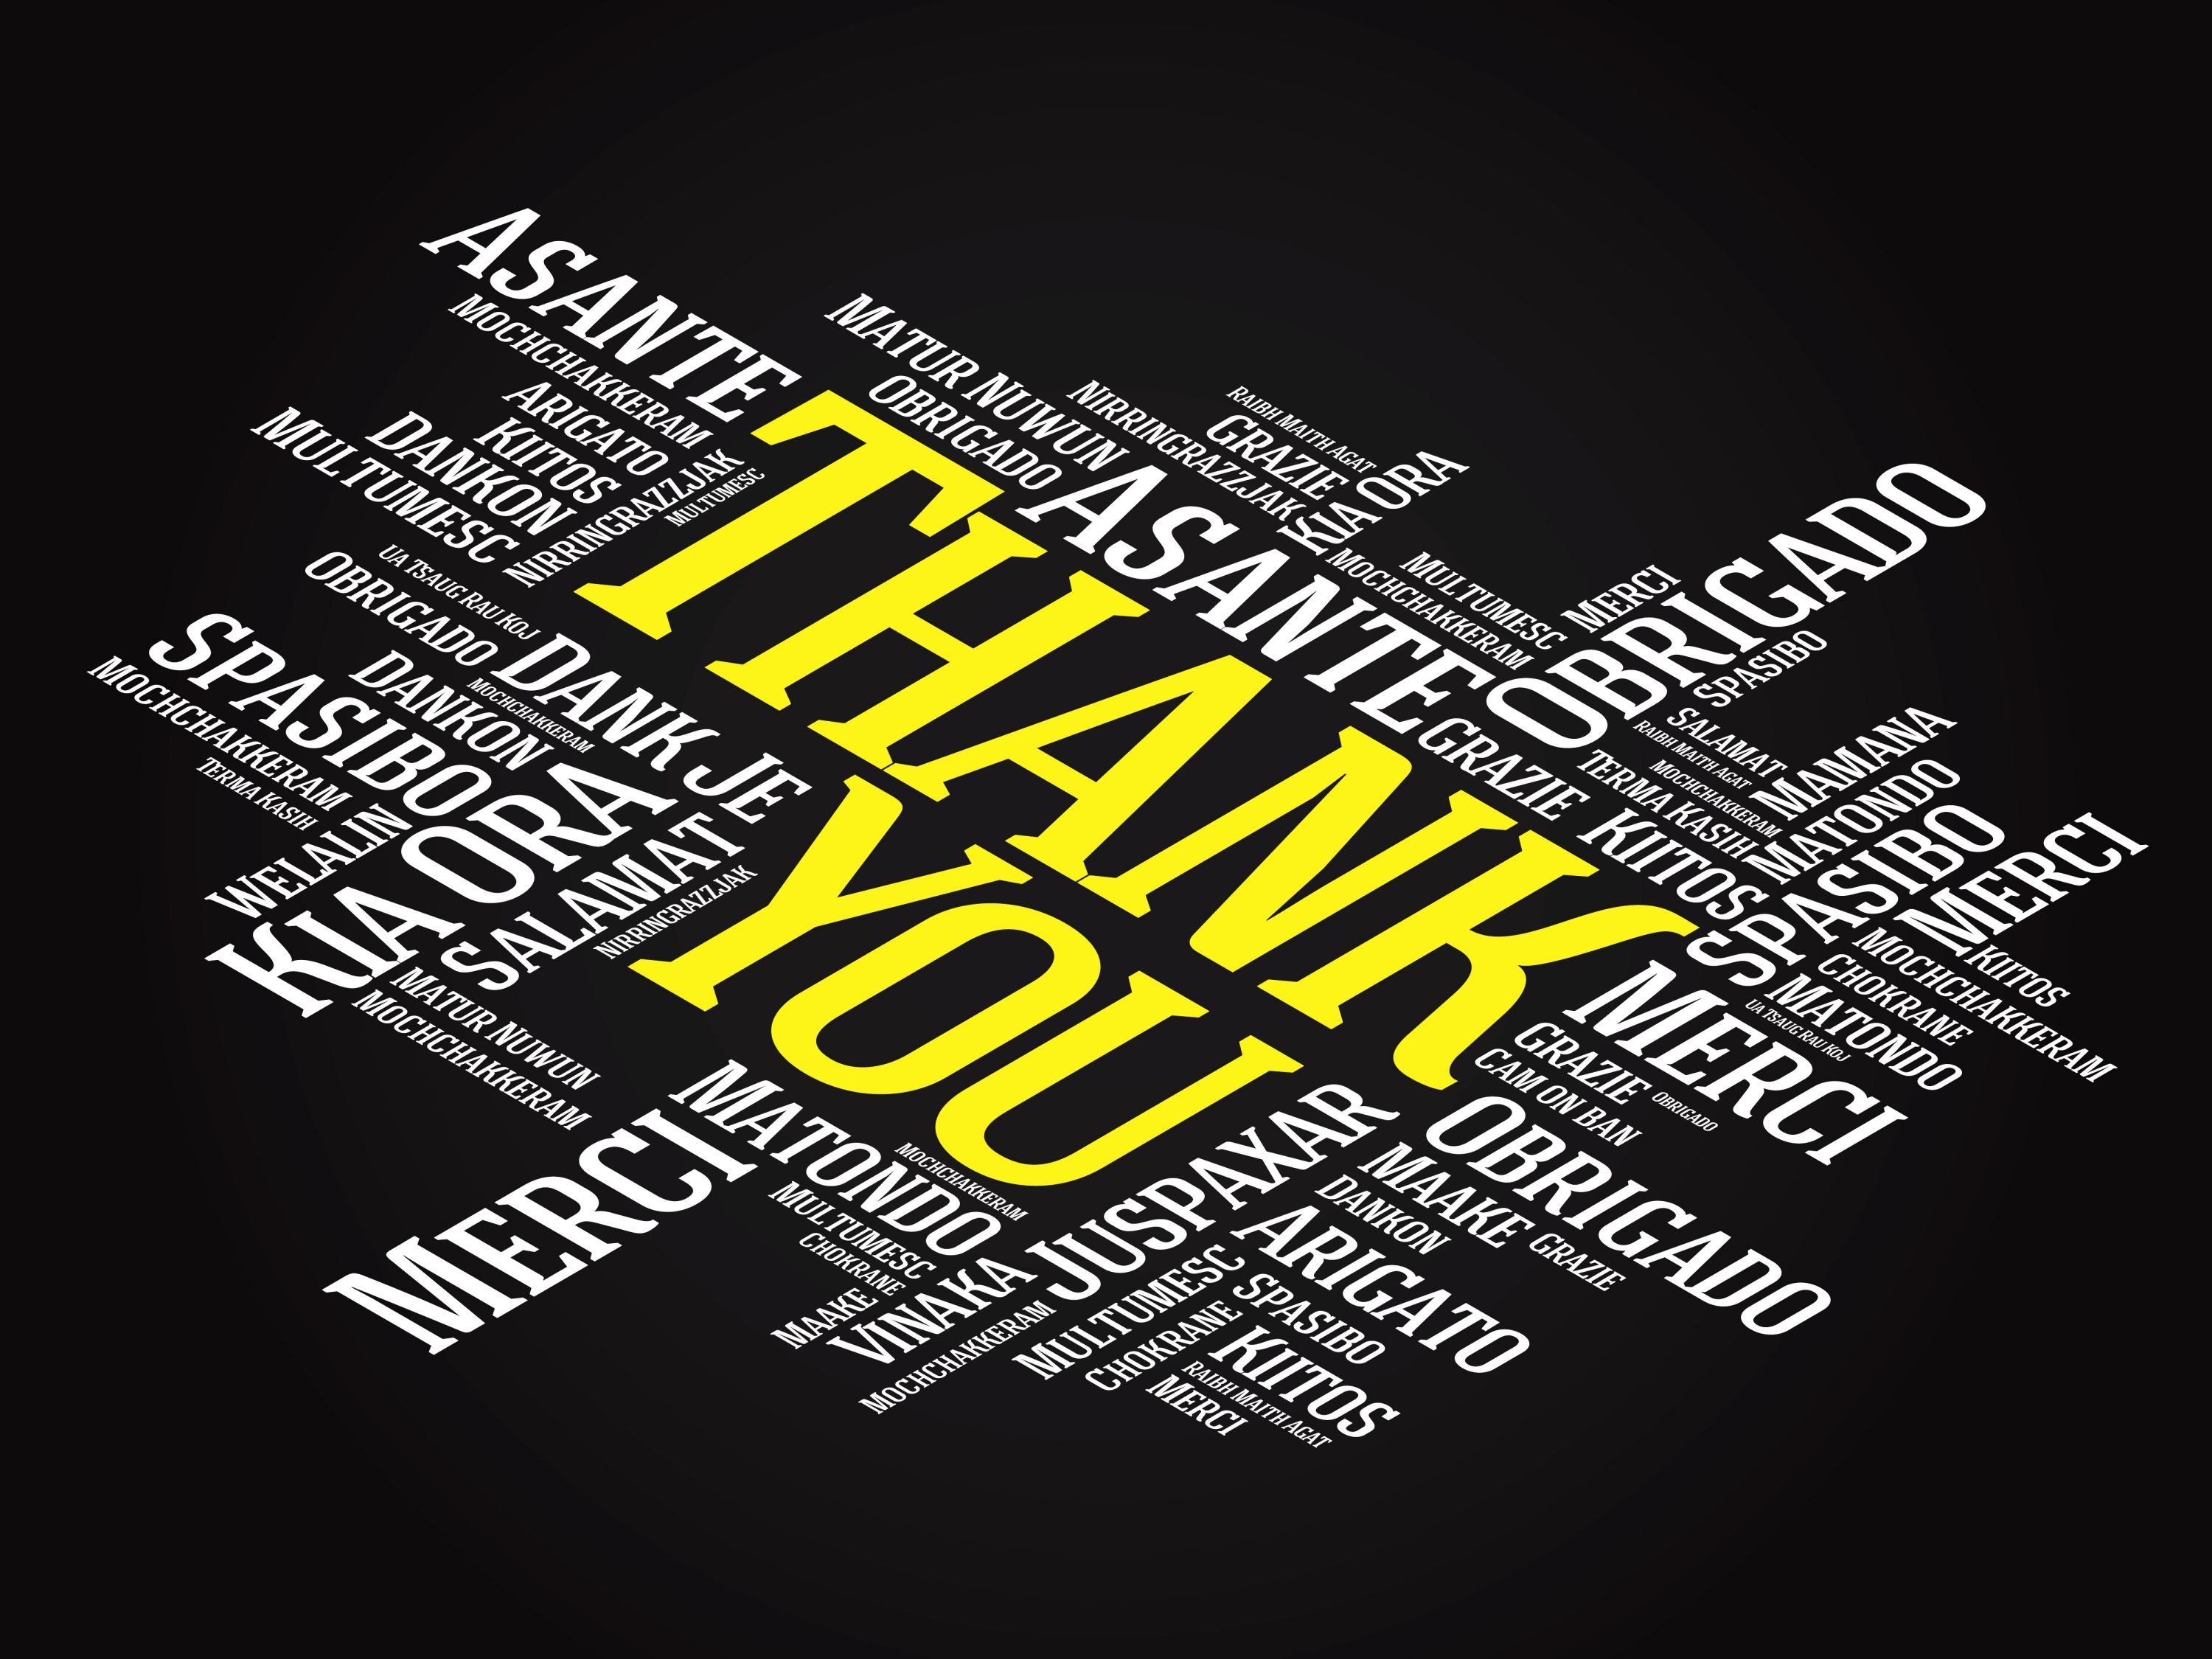 ASANTE
MOCHCHAKKERAM
ARIGATO
KIITOS
DANKON
MULTUMESC
NIRRINGRAZZJAK
MULTUMESC
MATUR NUWUN
OBRIGADO
NIRRINGRAZZJAK
RAIBH MAITH AGAT
GRAZIE
KIA ORA
ASANTE
MOCHCHAKKERAM
MULTUMESC
MERCI
OBRIGADO
SPASIBO
THANK
YOU
UA TSAUG RAU KOJ
OBRIGADO
DANK JE
MOCHCHAKKERAM
DANKON
SPASIBO
MOCHCHAKKERAM
TERMA KASIH
WELALIN
KIA ORA
SALAMAT
NIRRINGRAZZJAK
MATUR NUWUN
MOCHCHAKKERAM
MERCI
GRAZIE
KIITOS
TERMA KASIH
SALAMAT
RAIBH MAITH AGAT
MOCHCHAKKERAM
MAMANA
MATONDO
SPASIBO
MERCI
KIITOS
MOCHCHAKKERAM
CHOKRANE
MATONDO
UA TSAUG RAU KOJ
MERCI
GRAZIE
OBRIGADO
CAM ON BAN
OBRIGADO
MAAKE
GRAZIE
DANKON
ARIGATO
JUSPAXAR
SPASIBO
KIITOS
RAIBH MAITH AGAT
MERCI
MULTUMESC
CHOKRANE
MATONDO
MOCHCHAKKERAM
MULTUMESC
CHOKRANE
MAAKE
VINAKA
MOCHCHAKKERAM